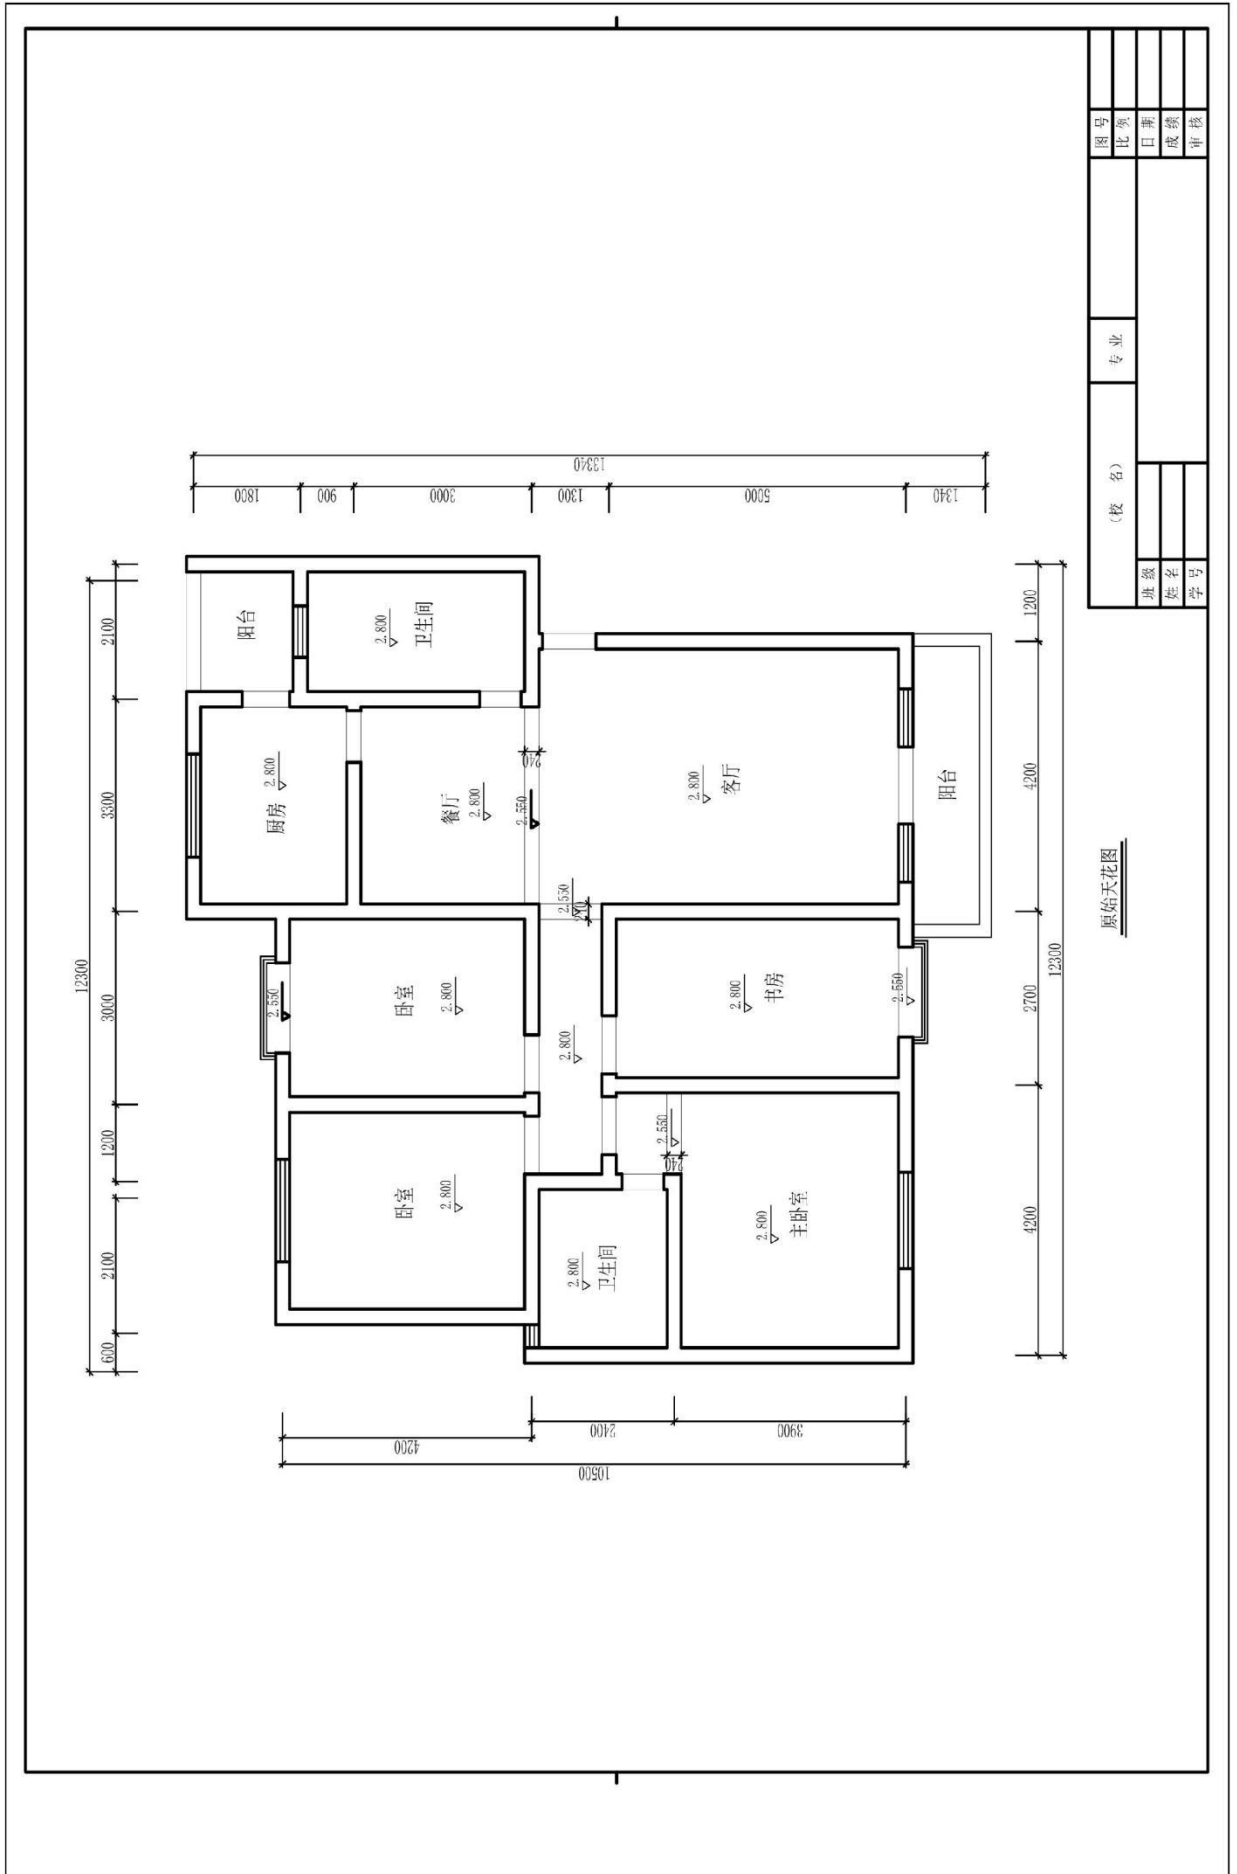 12300
600
2100
1200
3000
3300
2100
阳台
1800
厨房
2.800
900
2.550
卧室
2.800
卧室
2.800
餐厅
2.800
卫生间
2.800
3000
13340
4200
10500
2.550
240
2.550
2.800
1300
卫生间
2.800
2400
2.550
240
客厅
2.800
书房
2.800
主卧室
2.800
3900
5000
2.550
阳台
1340
4200
2700
4200
1200
12300
原始天花图
(校 名)
专业
图号
比例
班级
日期
姓名
成绩
学号
审核